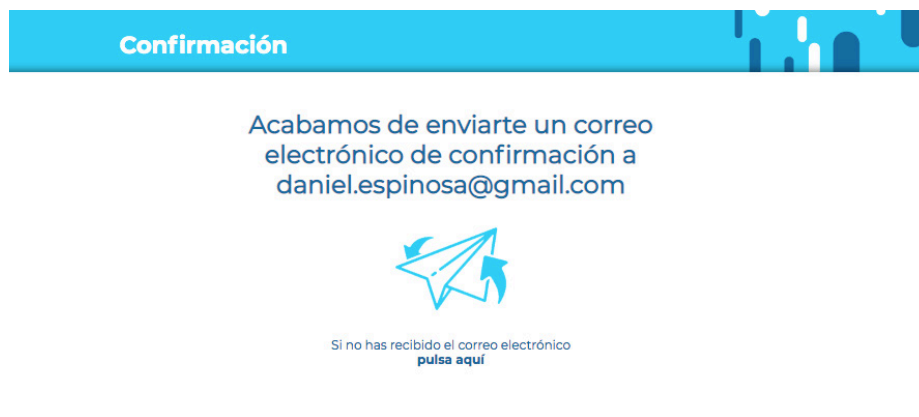 Confirmación
Acabamos de enviarte un correo
electrónico de confirmación a
daniel.espinosa@gmail.com
Si no has recibido el correo electrónico
pulsa aquí